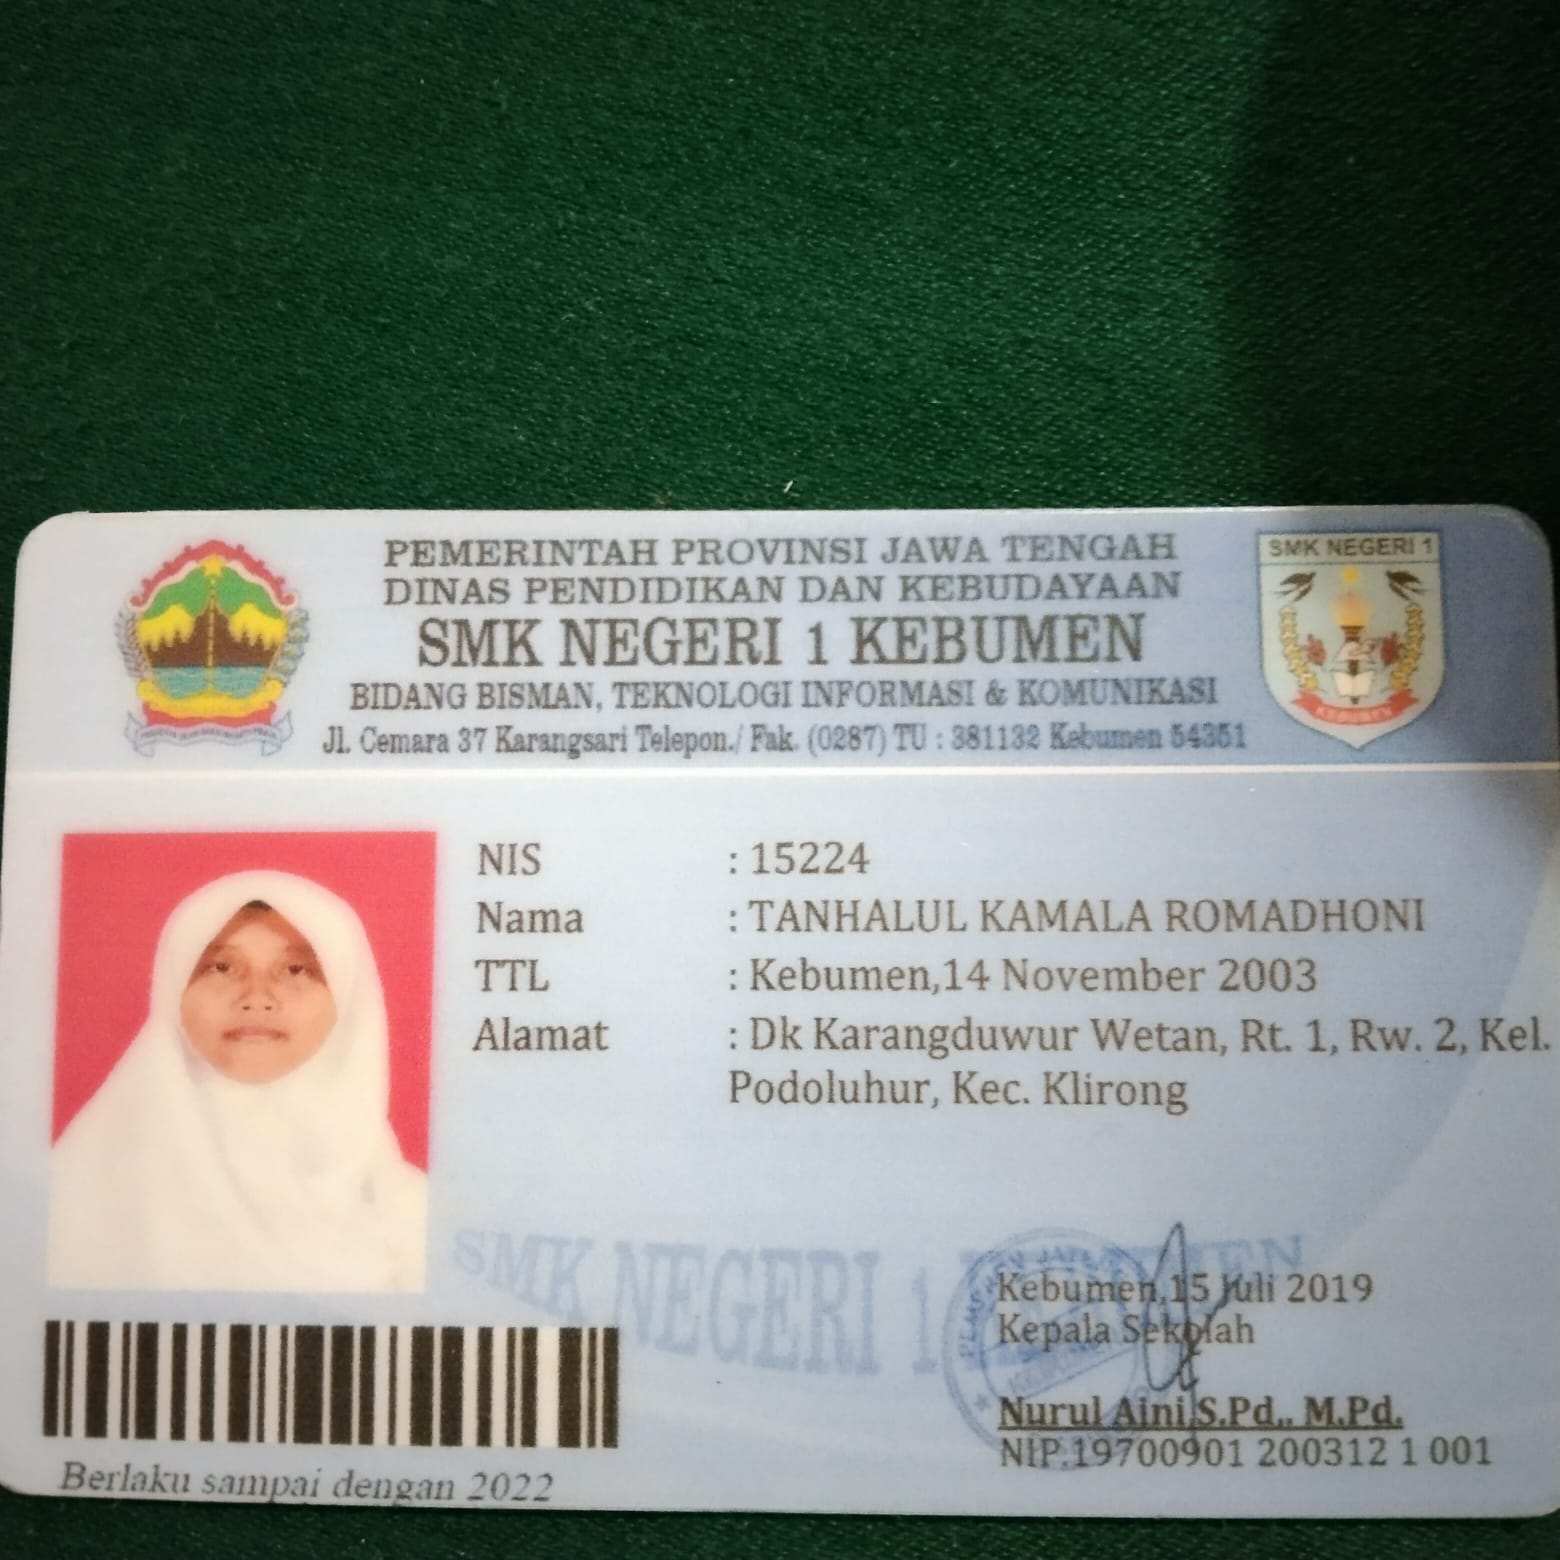 PEMERINTAH PROVINSI JAWA TENGAH
DINAS PENDIDIKAN DAN KEBUDAYAAN
SMK NEGERI 1 KEBUMEN
BIDANG BISMAN, TEKNOLOGI INFORMASI & KOMUNIKASI
Jl. Cemara 37 Karangsari Telepon./ Fak. (0287) TU : 381132 Kebumen 54351
SMK NEGERI 1
KEBUMEN
NIS : 15224
Nama : TANHALUL KAMALA ROMADHONI
TTL : Kebumen,14 November 2003
Alamat : Dk Karangduwur Wetan, Rt. 1, Rw. 2, Kel.
Podoluhur, Kec. Klirong
SMK NEGERI 1 KEBUMEN
Kebumen,15 Juli 2019
Kepala Sekolah
Nurul Aini,S.Pd., M.Pd.
NIP.19700901 200312 1 001
Berlaku sampai dengan 2022